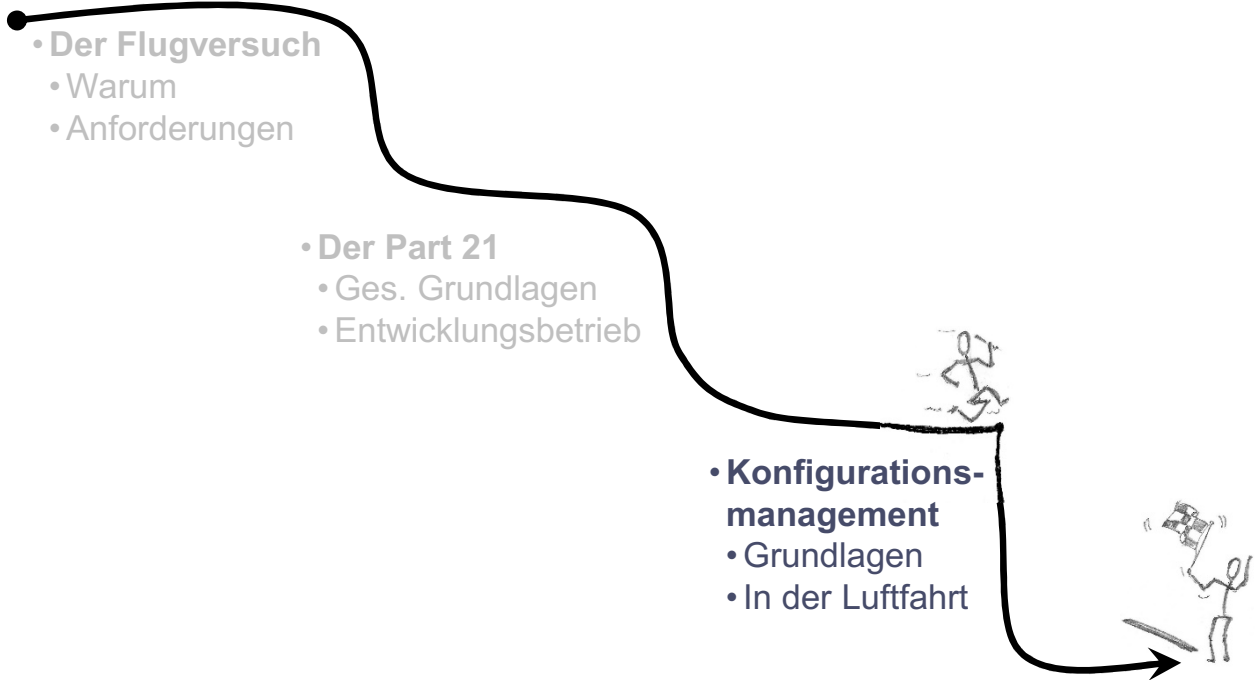 • Der Flugversuch
• Warum
• Anforderungen
• Der Part 21
• Ges. Grundlagen
• Entwicklungsbetrieb
• Konfigurations-
management
• Grundlagen
• In der Luftfahrt